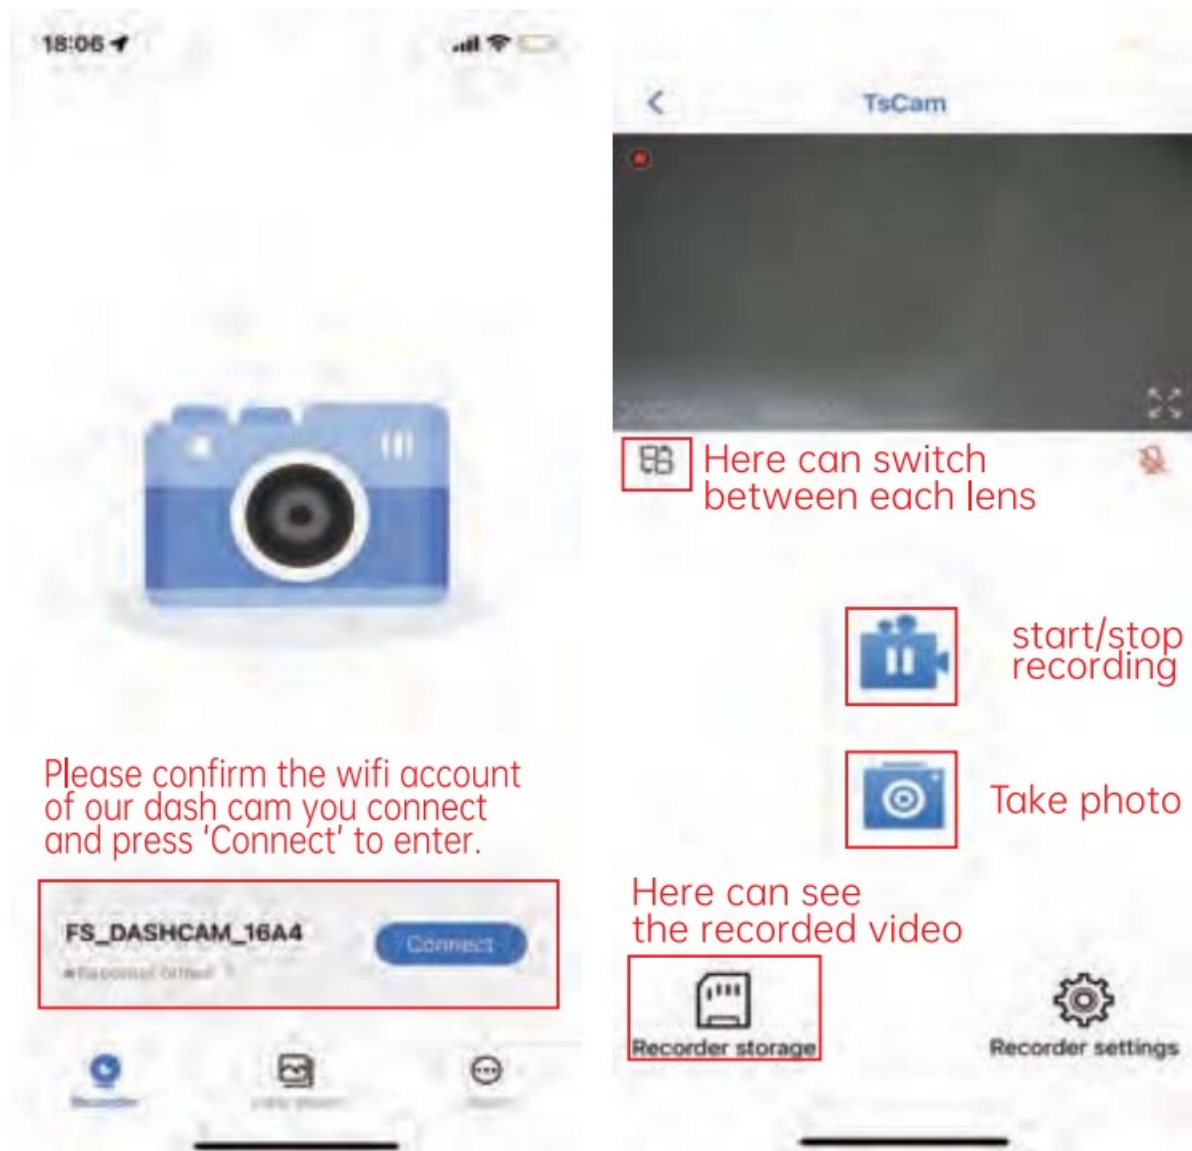 18:06
Please confirm the wifi account
of our dash cam you connect
and press 'Connect' to enter.
FS_DASHCAM_16A4
Connect
Recorder
TsCam
Here can switch
between each lens
start/stop
recording
Take photo
Here can see
the recorded video
Recorder storage
Recorder settings